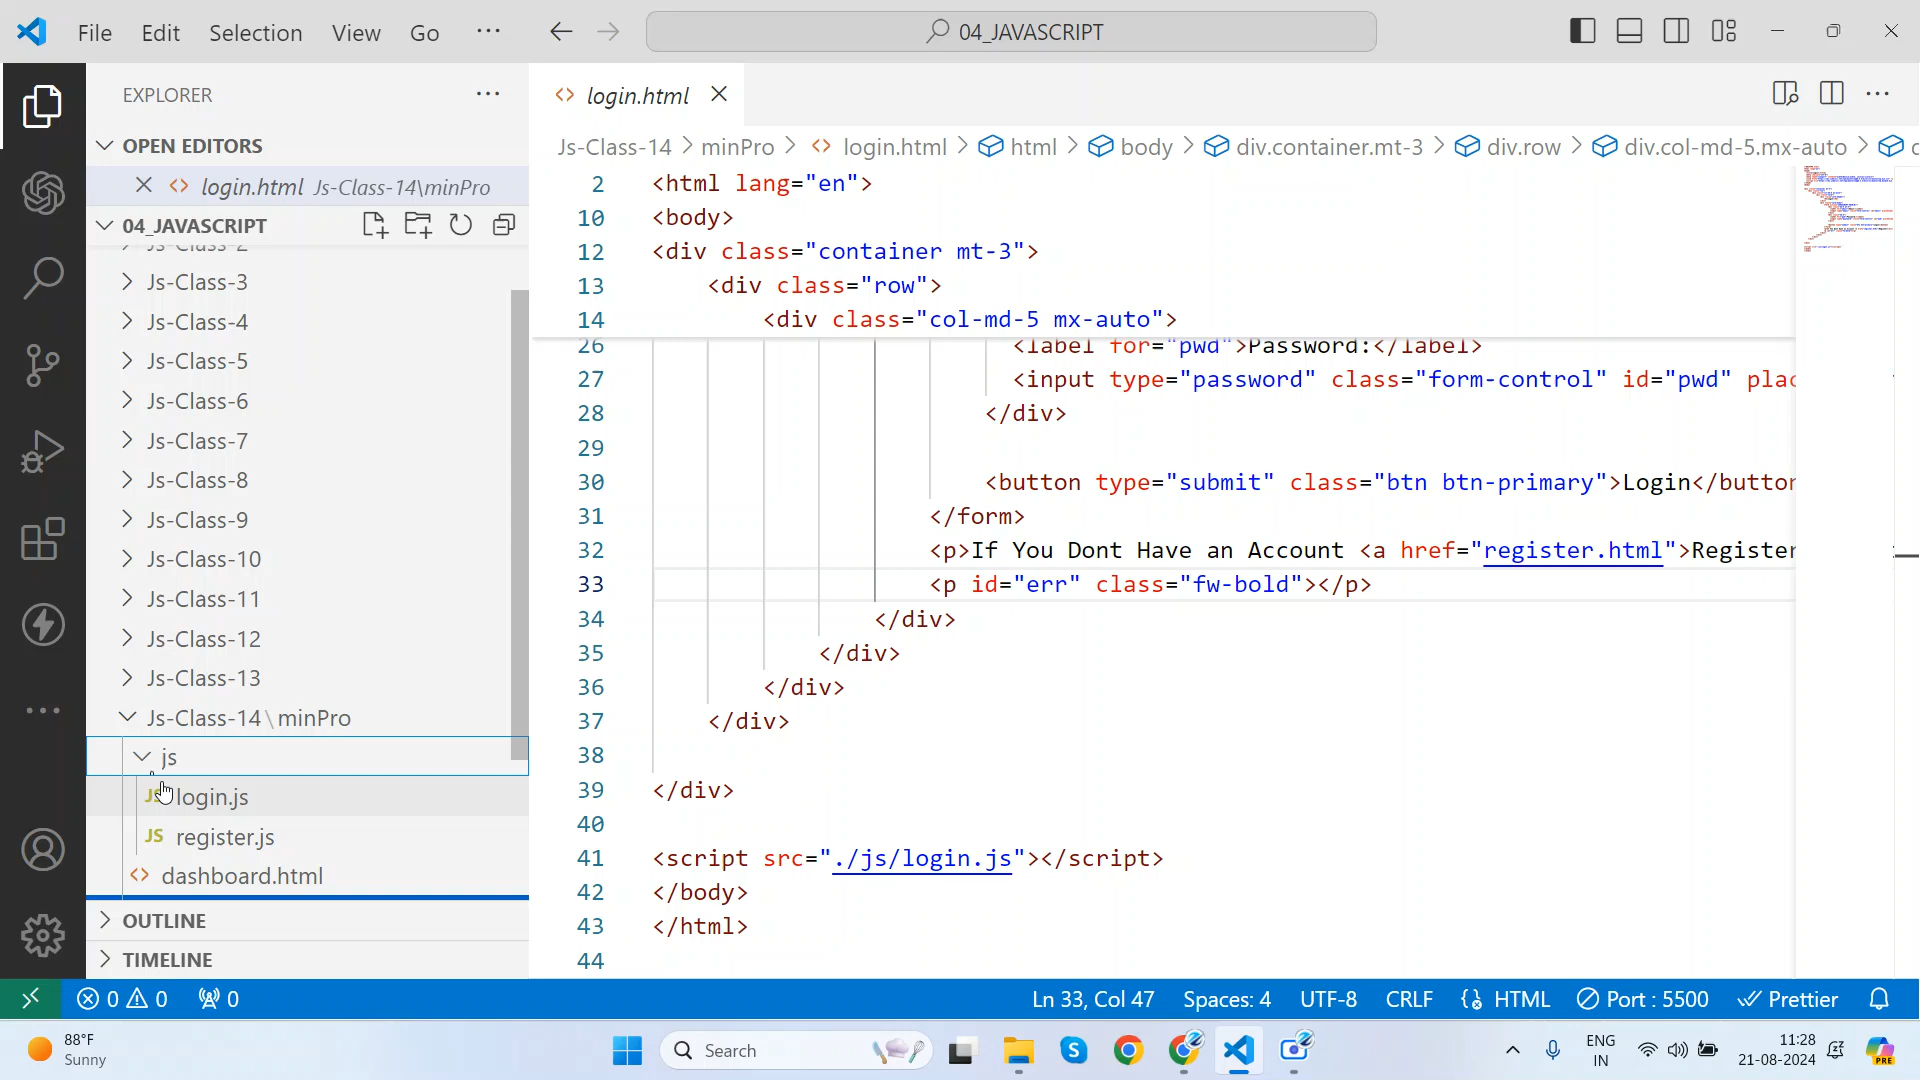 File Edit Selection View Go ···
04_JAVASCRIPT
EXPLORER
OPEN EDITORS
login.html Js-Class-14\minPro
04_JAVASCRIPT
Js-Class-2
Js-Class-3
Js-Class-4
Js-Class-5
Js-Class-6
Js-Class-7
Js-Class-8
Js-Class-9
Js-Class-10
Js-Class-11
Js-Class-12
Js-Class-13
Js-Class-14\minPro
js
JS login.js
JS register.js
dashboard.html
OUTLINE
TIMELINE
login.html
Js-Class-14 > minPro > login.html > html > body > div.container.mt-3 > div.row > div.col-md-5.mx-auto >
2 <html lang="en">
10 <body>
12 <div class="container mt-3">
13 <div class="row">
14 <div class="col-md-5 mx-auto">
26 <label for="pwd">Password:</label>
27 <input type="password" class="form-control" id="pwd" plac
28 </div>
29
30 <button type="submit" class="btn btn-primary">Login</button
31 </form>
32 <p>If You Dont Have an Account <a href="register.html">Register
33 <p id="err" class="fw-bold"></p>
34 </div>
35 </div>
36 </div>
37 </div>
38
39 </div>
40
41 <script src="./js/login.js"></script>
42 </body>
43 </html>
44
0 0 0
Ln 33, Col 47 Spaces: 4 UTF-8 CRLF HTML Port : 5500 Prettier
88°F
Sunny
Search
ENG
IN
11:28
21-08-2024
PRE